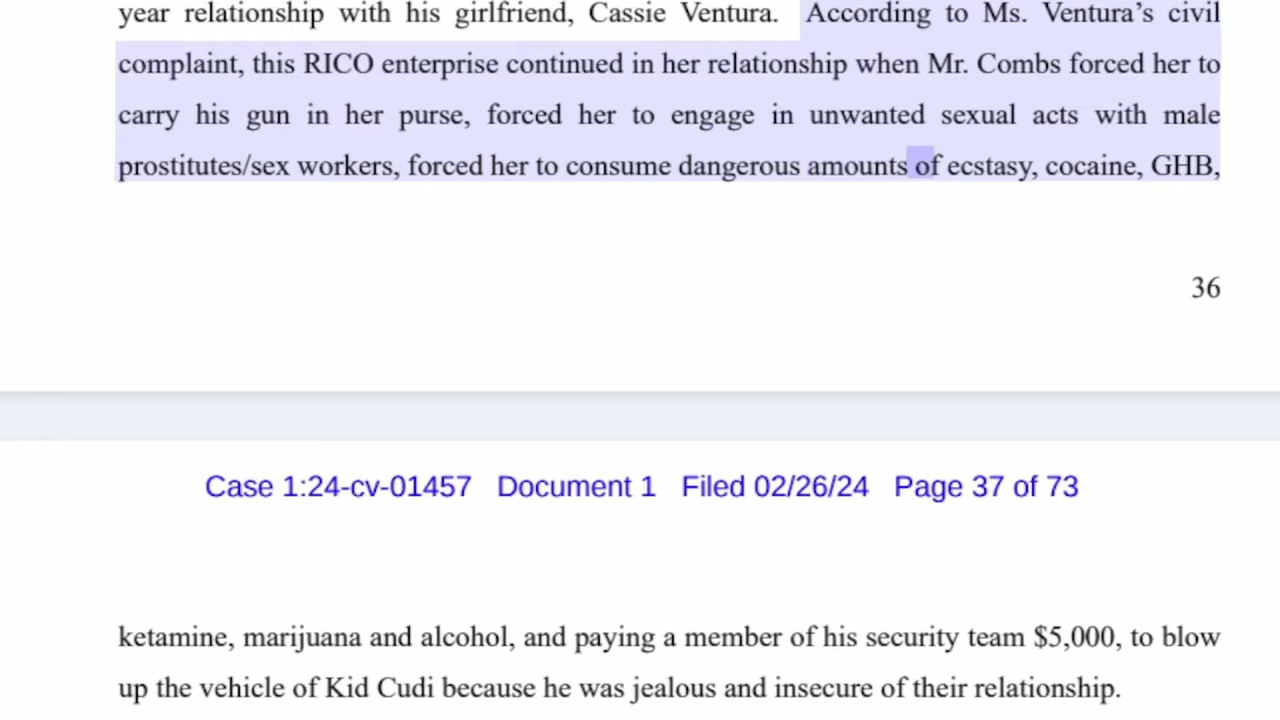 year relationship with his girlfriend, Cassie Ventura. According to Ms. Ventura’s civil
complaint, this RICO enterprise continued in her relationship when Mr. Combs forced her to
carry his gun in her purse, forced her to engage in unwanted sexual acts with male
prostitutes/sex workers, forced her to consume dangerous amounts of ecstasy, cocaine, GHB,
36
Case 1:24-cv-01457 Document 1 Filed 02/26/24 Page 37 of 73
ketamine, marijuana and alcohol, and paying a member of his security team $5,000, to blow
up the vehicle of Kid Cudi because he was jealous and insecure of their relationship.